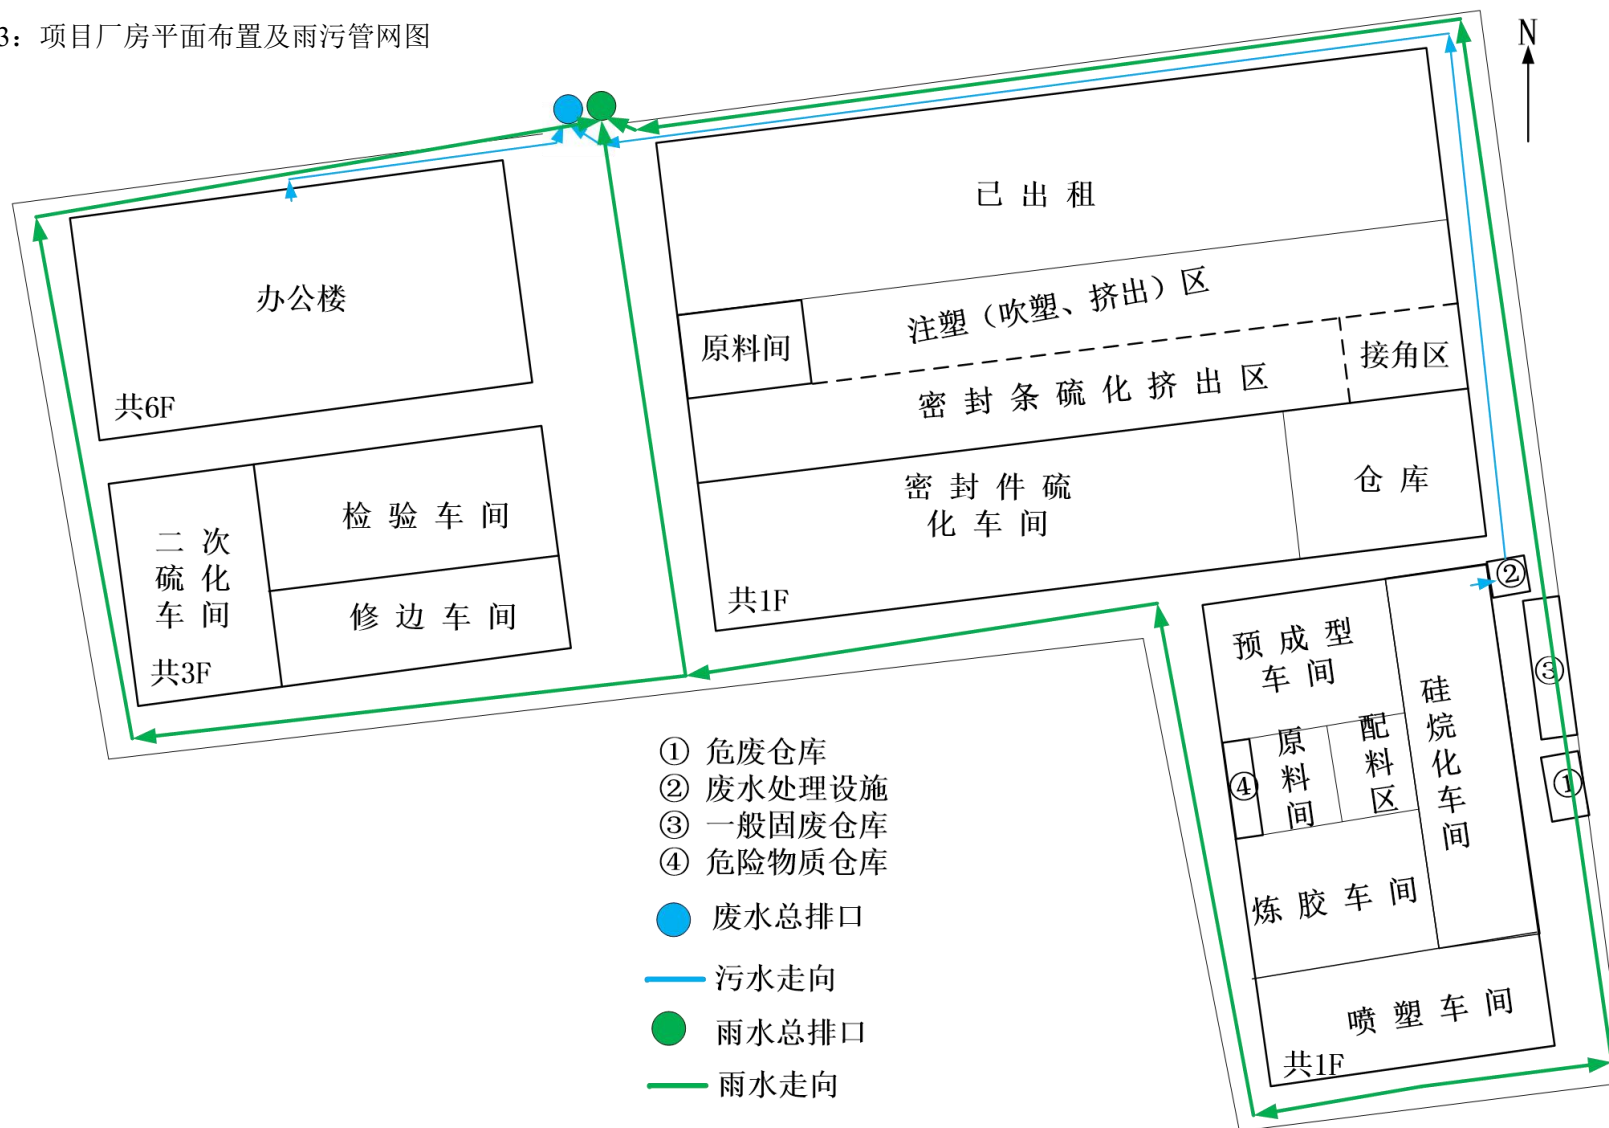 3：项目厂房平面布置及雨污管网图
N
已出租
注塑（吹塑、挤出）区
原料间
接角区
密封条硫化挤出区
办公楼
共6F
密封件硫
化车间
仓库
共1F
检验车间
二次
硫化
车间
修边车间
共3F
②
预成型
车间
③
硅烷化车间
原料间
配料区
④
①
炼胶车间
喷塑车间
共1F
① 危废仓库
② 废水处理设施
③ 一般固废仓库
④ 危险物质仓库
废水总排口
污水走向
雨水总排口
雨水走向